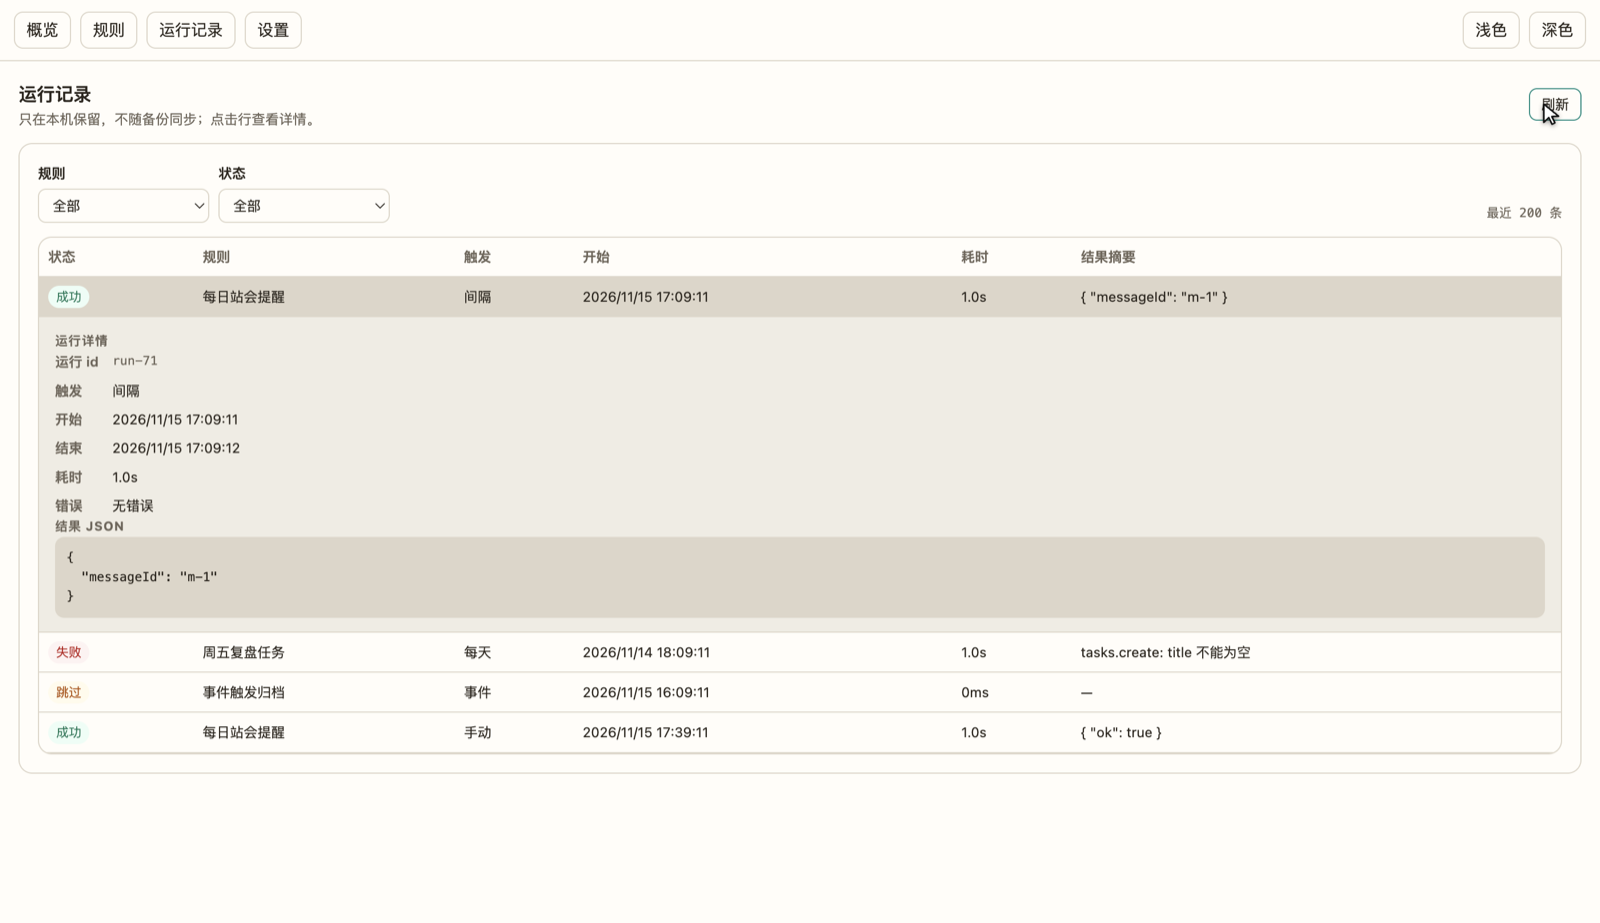 概览 规则 运行记录 设置 浅色 深色
运行记录
只在本机保留，不随备份同步；点击行查看详情。
刷新
规则 状态
全部 全部
最近 200 条
状态 规则 触发 开始 耗时 结果摘要
成功 每日站会提醒 间隔 2026/11/15 17:09:11 1.0s { "messageId": "m-1" }
运行详情
运行 id run-71
触发 间隔
开始 2026/11/15 17:09:11
结束 2026/11/15 17:09:12
耗时 1.0s
错误 无错误
结果 JSON
{
"messageId": "m-1"
}
失败 周五复盘任务 每天 2026/11/14 18:09:11 1.0s tasks.create: title 不能为空
跳过 事件触发归档 事件 2026/11/15 16:09:11 0ms —
成功 每日站会提醒 手动 2026/11/15 17:39:11 1.0s { "ok": true }